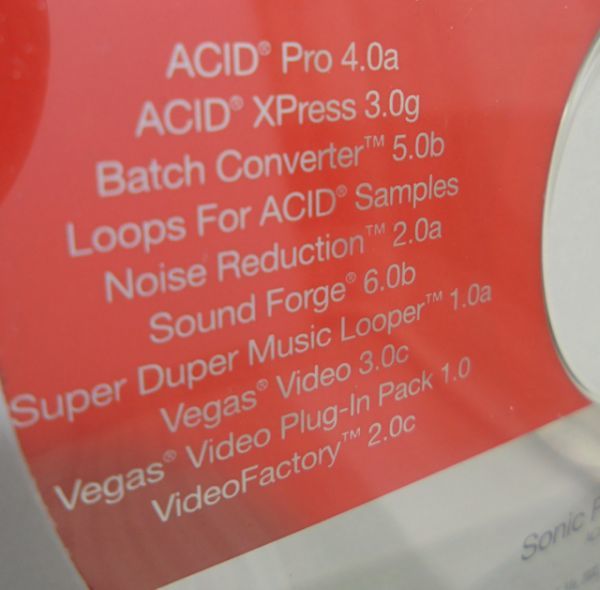 ACID® Pro 4.0a
ACID® XPress 3.0g
Batch Converter™ 5.0b
Loops For ACID® Samples
Noise Reduction™ 2.0a
Sound Forge® 6.0b
Super Duper Music Looper™ 1.0a
Vegas® Video 3.0c
Vegas® Video Plug-In Pack 1.0
VideoFactory™ 2.0c
Sonic